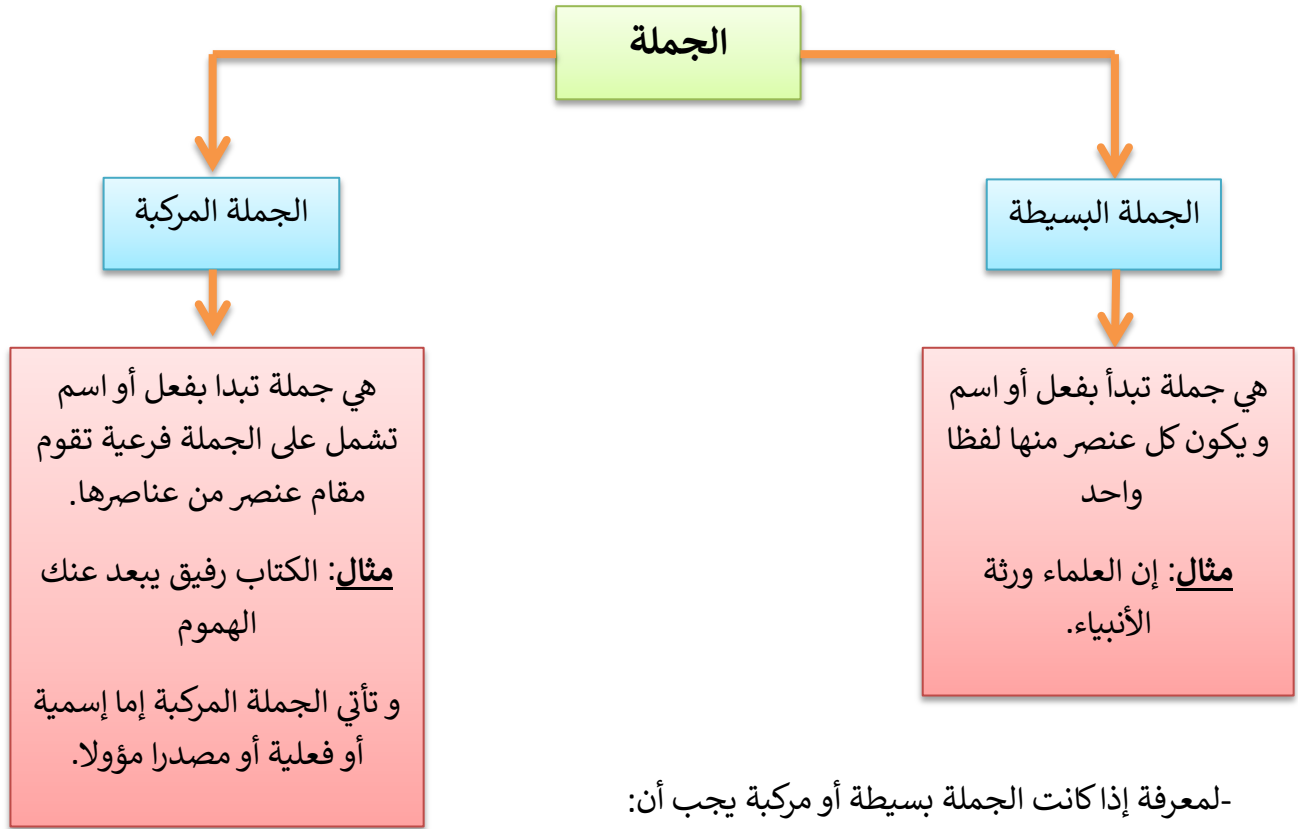 الجملة
الجملة البسيطة
هي جملة تبدأ بفعل أو اسم
و يكون كل عنصر منها لفظا
واحد
مثال: إن العلماء ورثة
الأنبياء.
الجملة المركبة
هي جملة تبدا بفعل أو اسم
تشمل على الجملة فرعية تقوم
مقام عنصر من عناصرها.
مثال: الكتاب رفيق يبعد عنك
الهموم
و تأتي الجملة المركبة إما إسمية
أو فعلية أو مصدرا مؤولا.
-لمعرفة إذا كانت الجملة بسيطة أو مركبة يجب أن: